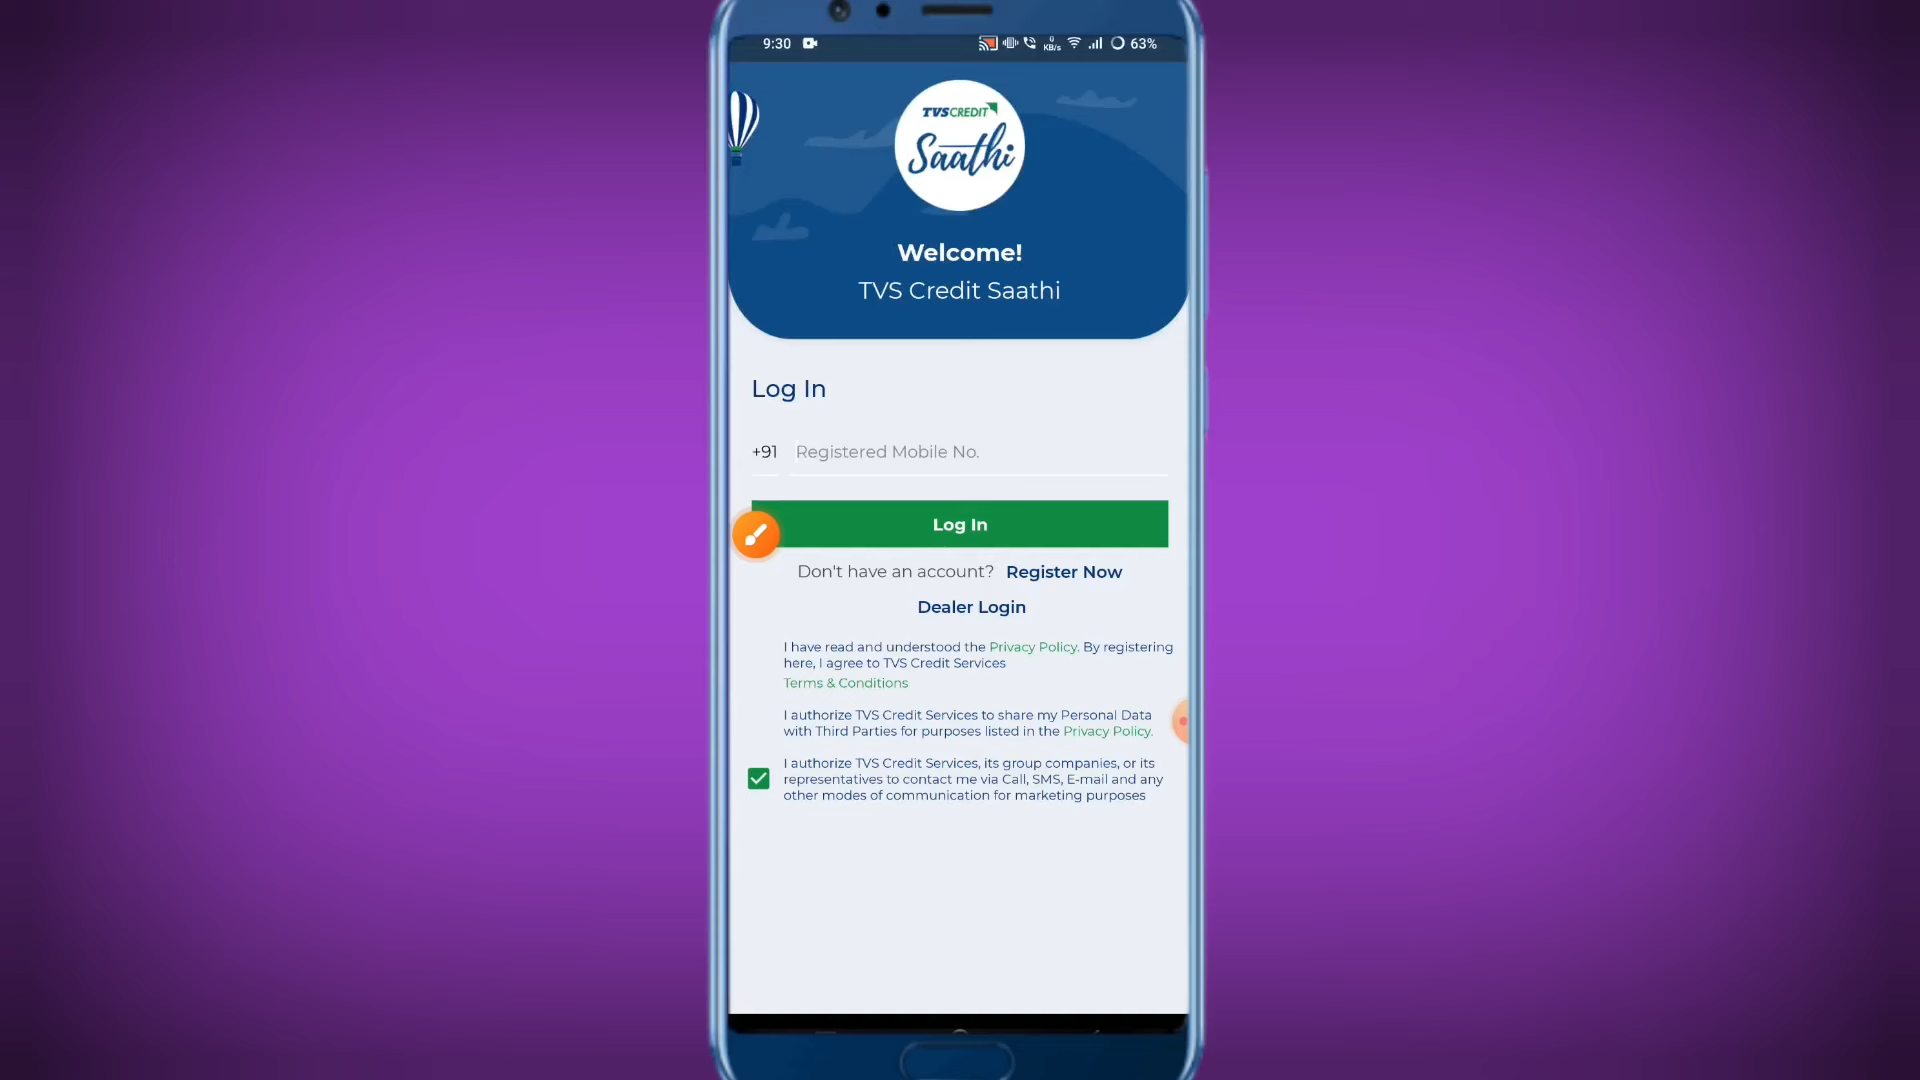 9:30
0
KB/s
63%
TVS CREDIT
Saathi
Welcome!
TVS Credit Saathi
Log In
+91 Registered Mobile No.
Log In
Don't have an account? Register Now
Dealer Login
I have read and understood the Privacy Policy. By registering
here, I agree to TVS Credit Services
Terms & Conditions
I authorize TVS Credit Services to share my Personal Data
with Third Parties for purposes listed in the Privacy Policy.
I authorize TVS Credit Services, its group companies, or its
representatives to contact me via Call, SMS, E-mail and any
other modes of communication for marketing purposes